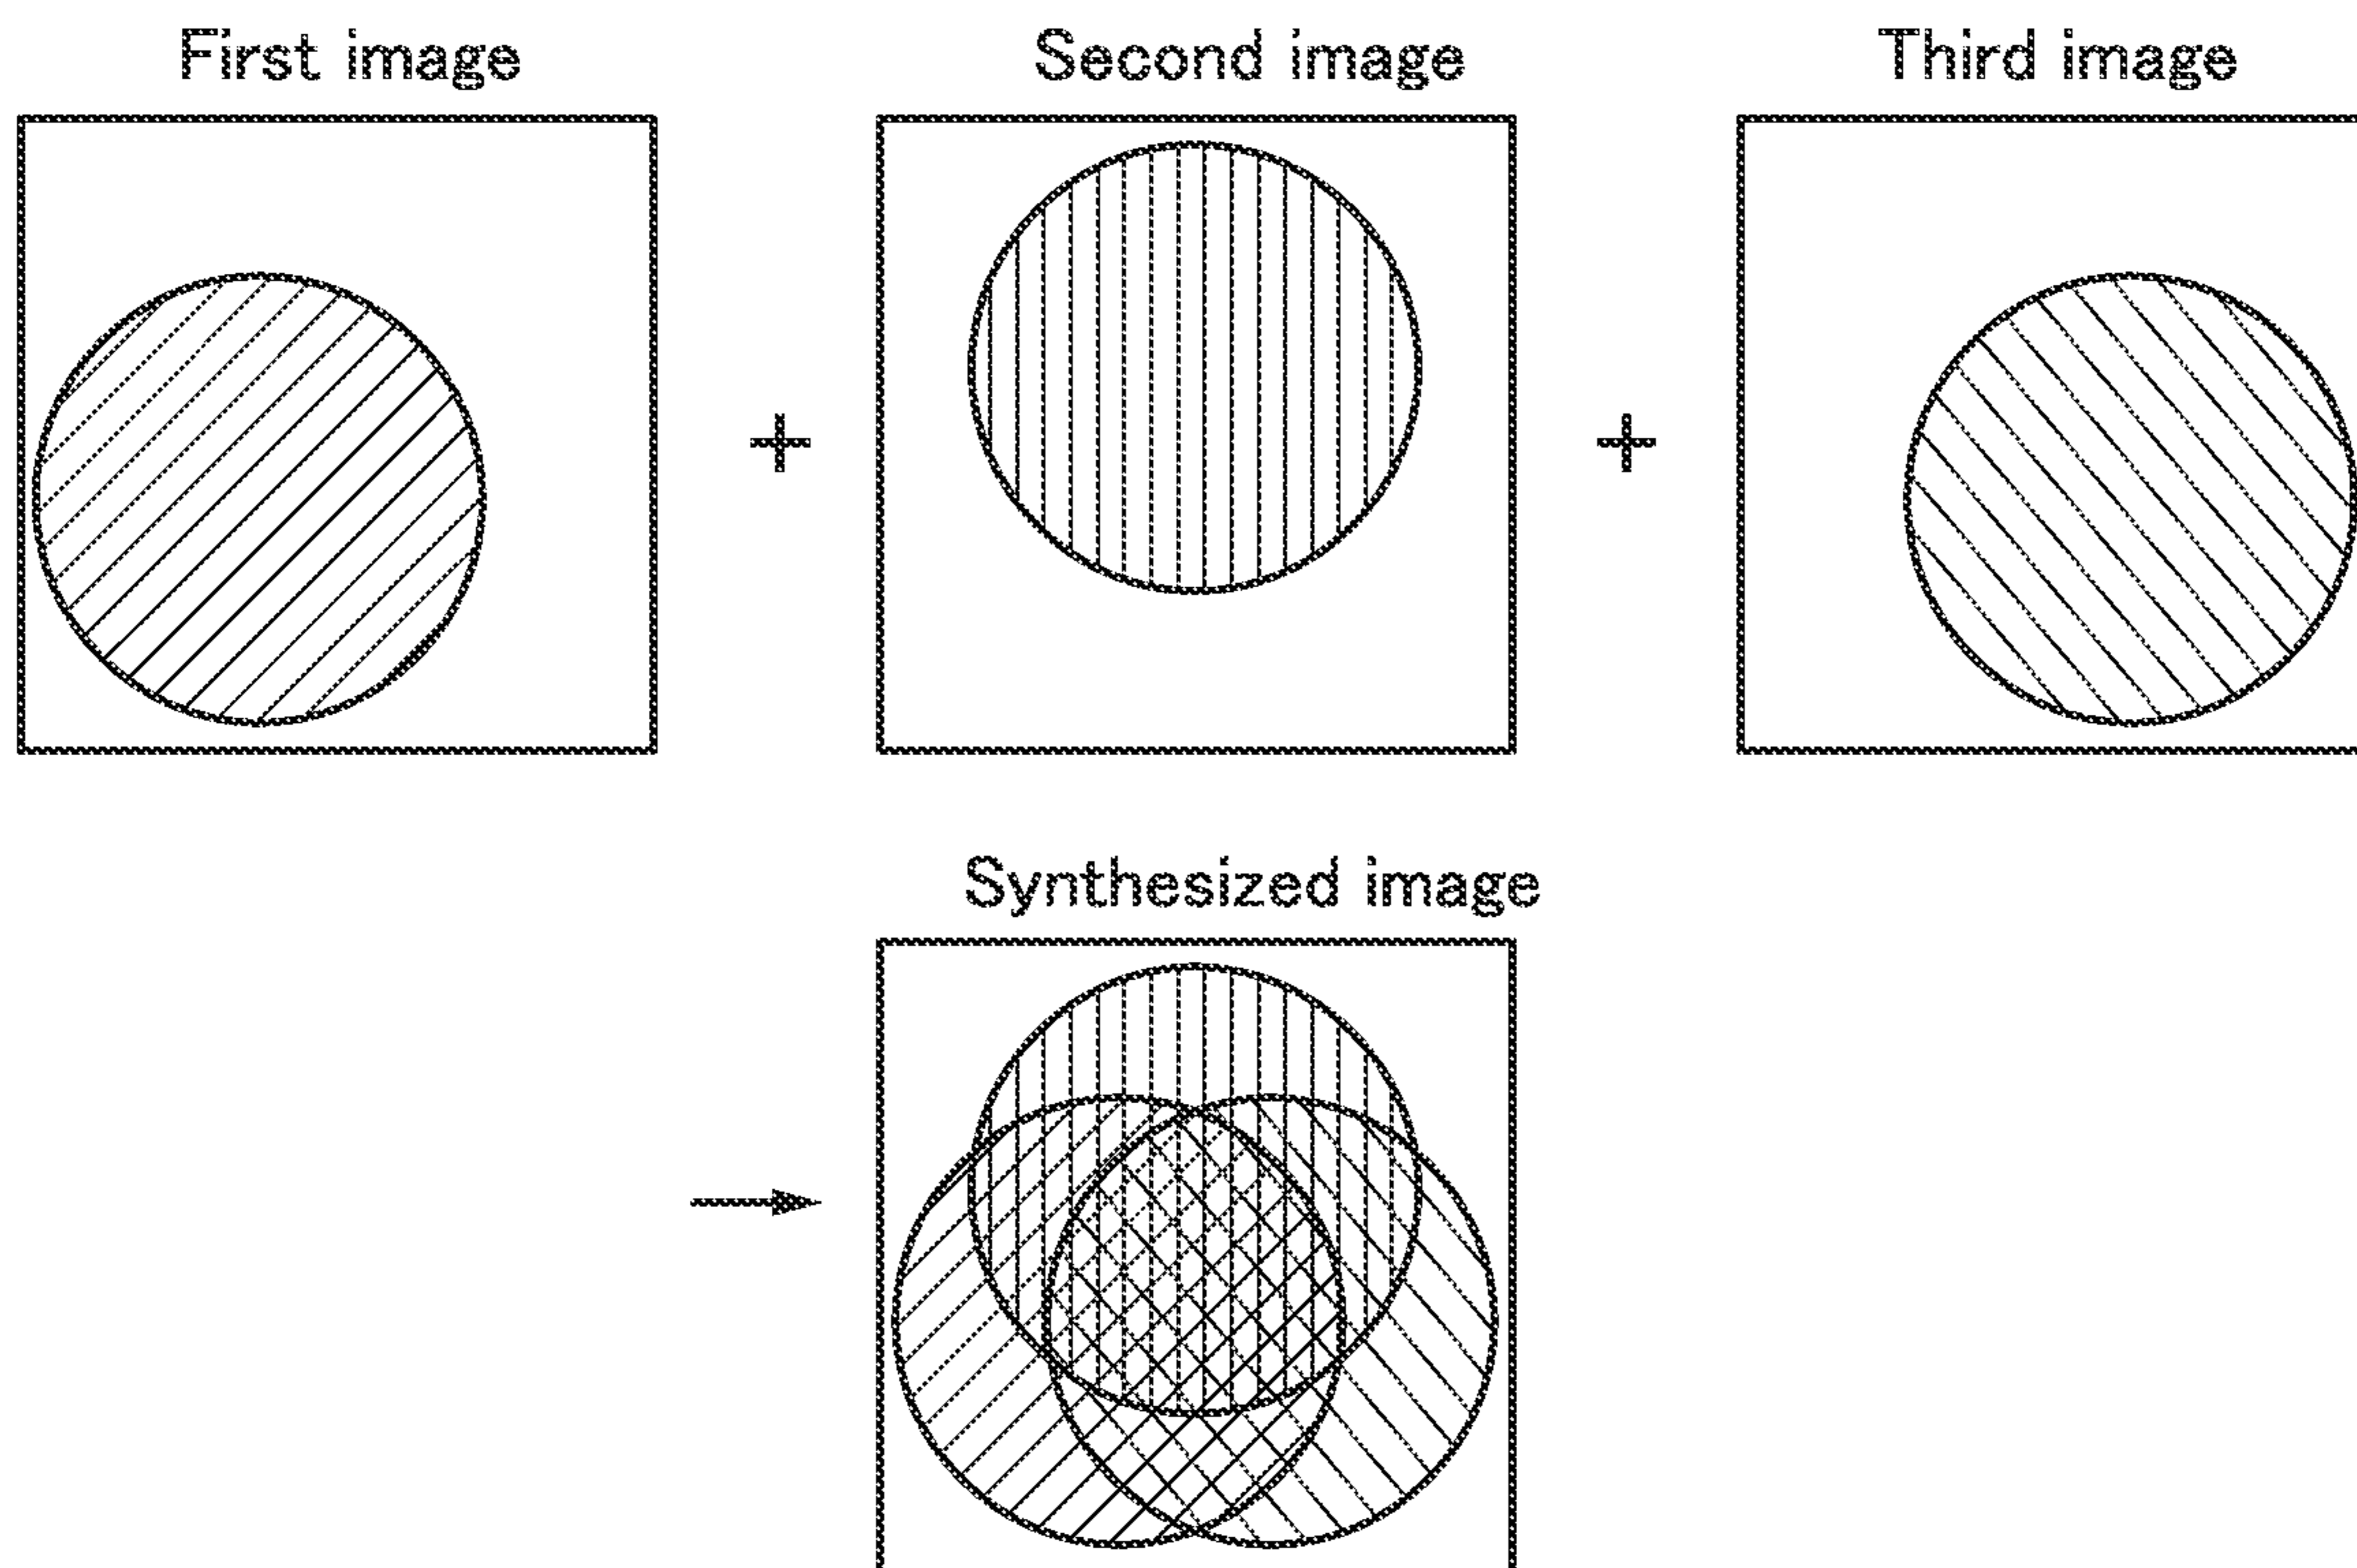 First image
Second image
Third image
+
+
Synthesized image